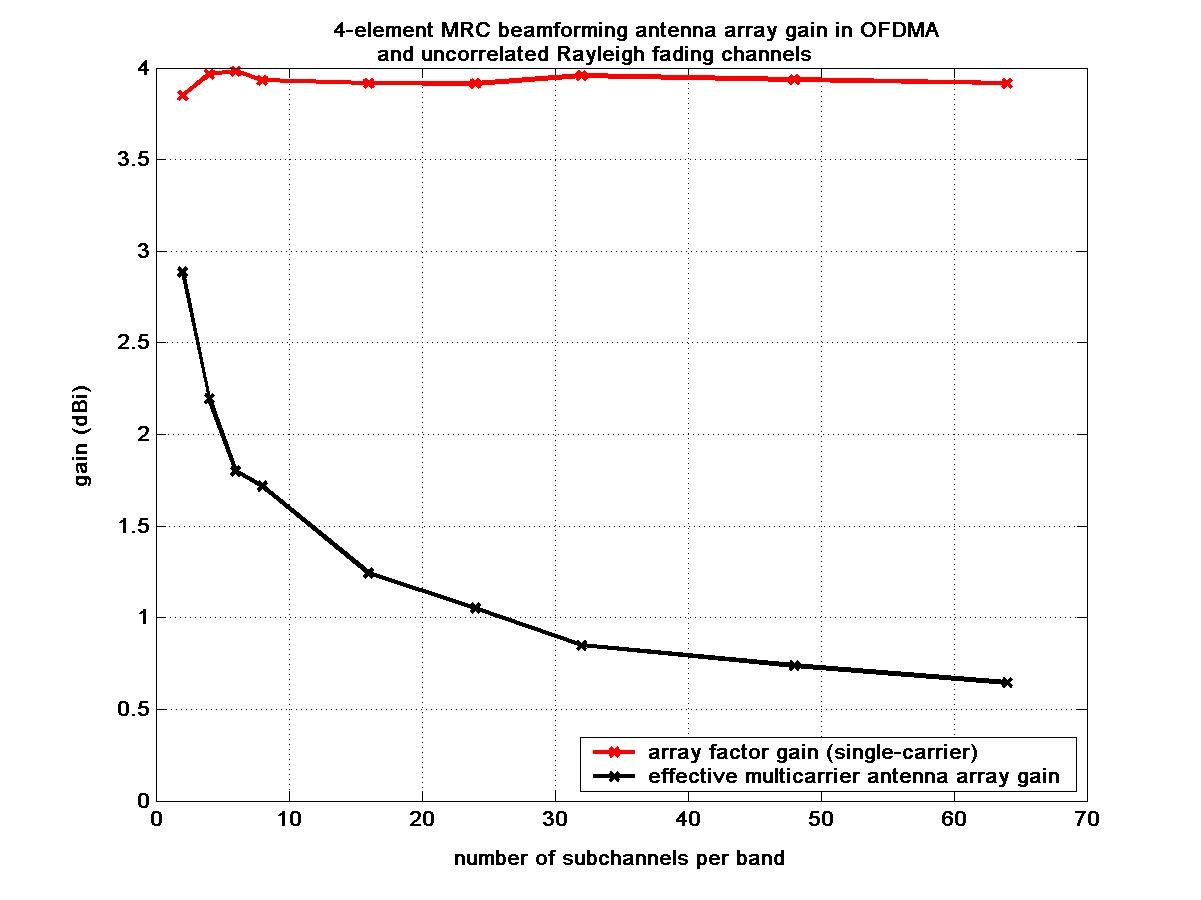 4-element MRC beamforming antenna array gain in OFDMA
and uncorrelated Rayleigh fading channels
4
3.5
3
2.5
2
1.5
1
0.5
0
gain (dBi)
array factor gain (single-carrier)
effective multicarrier antenna array gain
0 10 20 30 40 50 60 70
number of subchannels per band